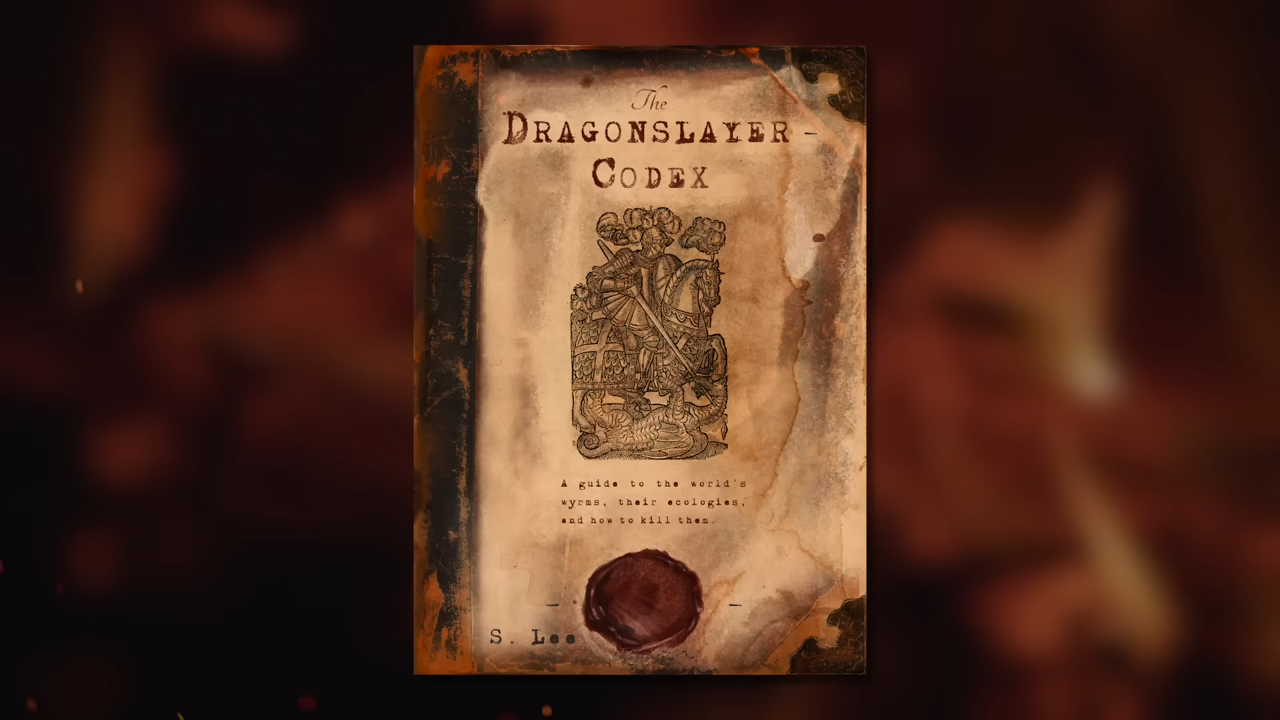 The
DRAGONSLAYER -
CODEX
A guide to the world's
wyrms, their ecologies,
and how to kill them.
S. Lee